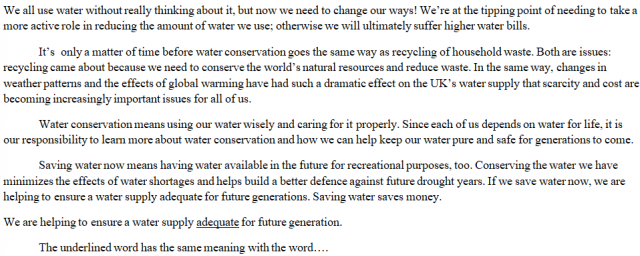 We all use water without really thinking about it, but now we need to change our ways! We're at the tipping point of needing to take a
more active role in reducing the amount of water we use; otherwise we will ultimately suffer higher water bills.
It's only a matter of time before water conservation goes the same way as recycling of household waste. Both are issues:
recycling came about because we need to conserve the world's natural resources and reduce waste. In the same way, changes in
weather patterns and the effects of global warming have had such a dramatic effect on the UK's water supply that scarcity and cost are
becoming increasingly important issues for all of us.
Water conservation means using our water wisely and caring for it properly. Since each of us depends on water for life, it is
our responsibility to learn more about water conservation and how we can help keep our water pure and safe for generations to come.
Saving water now means having water available in the future for recreational purposes, too. Conserving the water we have
minimizes the effects of water shortages and helps build a better defence against future drought years. If we save water now, we are
helping to ensure a water supply adequate for future generations. Saving water saves money.
We are helping to ensure a water supply adequate for future generation.
The underlined word has the same meaning with the word….